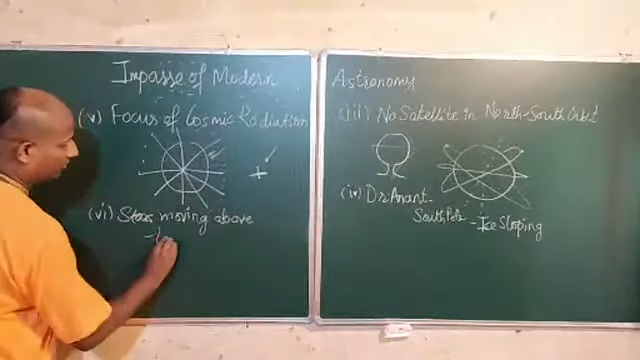 Impasse of Modern Astronomy
(v) Focus of Cosmic Radiation
(vi) Stars moving above
(iii) No Satellite in North-South Orbit
(iv) Dr Anant.
South Pole - Ice Sloping